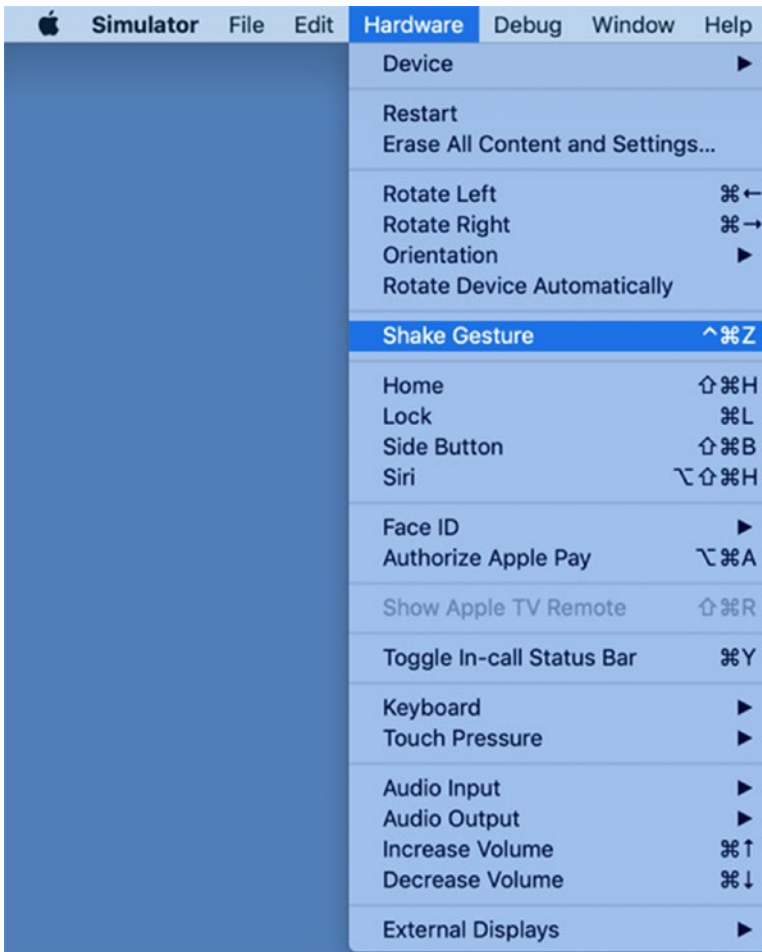 Simulator File Edit Hardware Debug Window Help
Device ▶
Restart
Erase All Content and Settings...
Rotate Left ⌘←
Rotate Right ⌘→
Orientation ▶
Rotate Device Automatically
Shake Gesture ^⌘Z
Home ⇧⌘H
Lock ⌘L
Side Button ⇧⌘B
Siri ⌥⇧⌘H
Face ID ▶
Authorize Apple Pay ⌥⌘A
Show Apple TV Remote ⇧⌘R
Toggle In-call Status Bar ⌘Y
Keyboard ▶
Touch Pressure ▶
Audio Input ▶
Audio Output ▶
Increase Volume ⌘↑
Decrease Volume ⌘↓
External Displays ▶